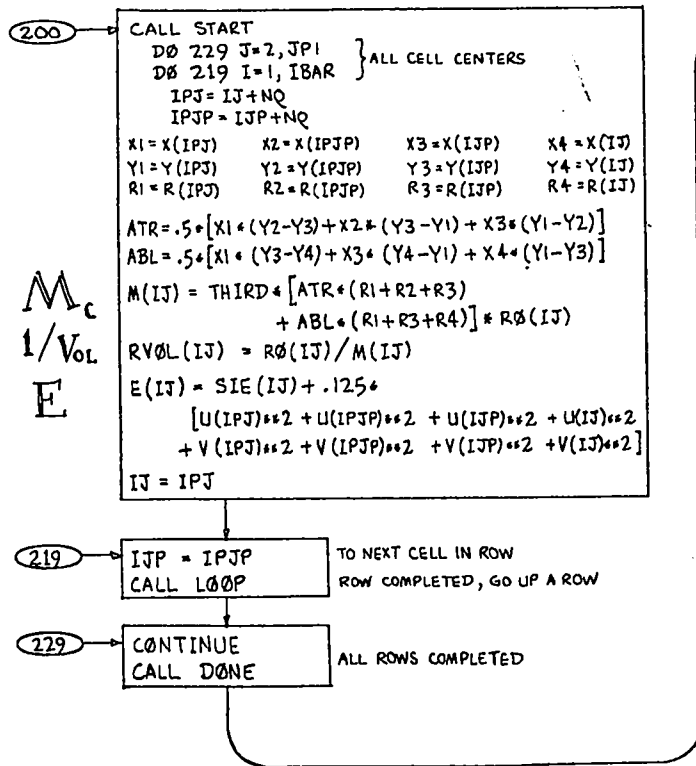 200
CALL START
DØ 229 J=2, JP1
DØ 219 I=1, IBAR
} ALL CELL CENTERS
IPJ = IJ+NQ
IPJP = IJP+NQ
X1 = X(IPJ) X2 = X(IPJP) X3 = X(IJP) X4 = X(IJ)
Y1 = Y(IPJ) Y2 = Y(IPJP) Y3 = Y(IJP) Y4 = Y(IJ)
R1 = R(IPJ) R2 = R(IPJP) R3 = R(IJP) R4 = R(IJ)
ATR = .5*[X1*(Y2-Y3)+X2*(Y3-Y1)+X3*(Y1-Y2)]
ABL = .5*[X1*(Y3-Y4)+X3*(Y4-Y1)+X4*(Y1-Y3)]
Mc
M(IJ) = THIRD*[ATR*(R1+R2+R3)
+ ABL*(R1+R3+R4)]*RØ(IJ)
1/VOL
RVØL(IJ) = RØ(IJ)/M(IJ)
E
E(IJ) = SIE(IJ) + .125*
[U(IPJ)**2 + U(IPJP)**2 + U(IJP)**2 + U(IJ)**2
+ V(IPJ)**2 + V(IPJP)**2 + V(IJP)**2 + V(IJ)**2]
IJ = IPJ
219
IJP = IPJP
TO NEXT CELL IN ROW
CALL LØØP
ROW COMPLETED, GO UP A ROW
229
CØNTINUE
CALL DØNE
ALL ROWS COMPLETED